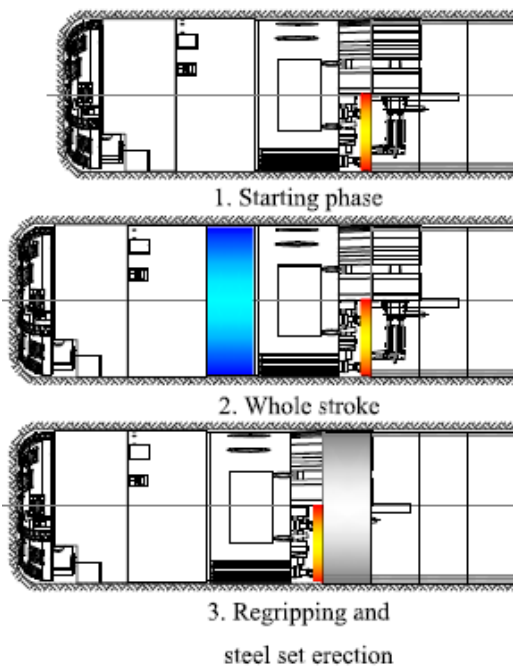 1. Starting phase
2. Whole stroke
3. Regripping and
steel set erection